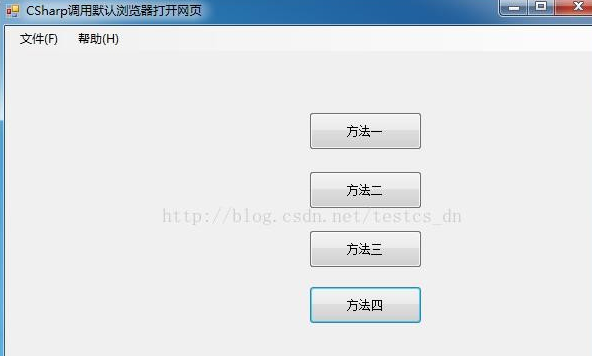 CSharp调用默认浏览器打开网页
文件(F) 帮助(H)
方法一
方法二
http://blog.csdn.net/testcs_dn
方法三
方法四